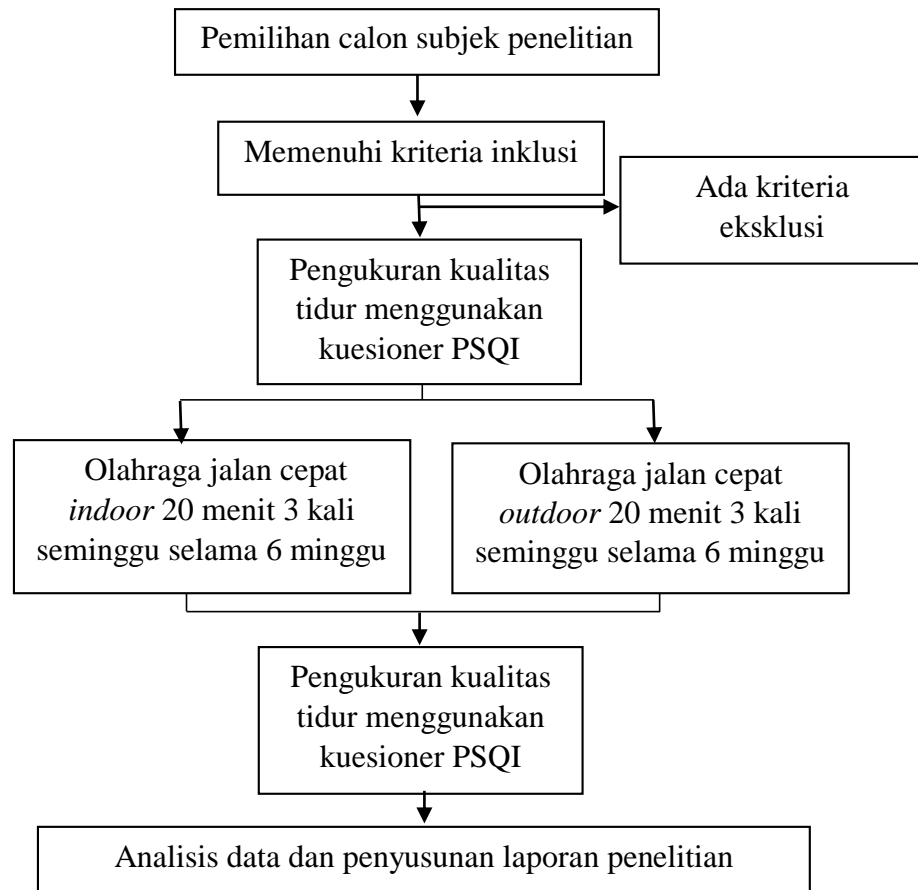 Pemilihan calon subjek penelitian
Memenuhi kriteria inklusi
Ada kriteria
eksklusi
Pengukuran kualitas
tidur menggunakan
kuesioner PSQI
Olahraga jalan cepat
indoor 20 menit 3 kali
seminggu selama 6 minggu
Olahraga jalan cepat
outdoor 20 menit 3 kali
seminggu selama 6 minggu
Pengukuran kualitas
tidur menggunakan
kuesioner PSQI
Analisis data dan penyusunan laporan penelitian